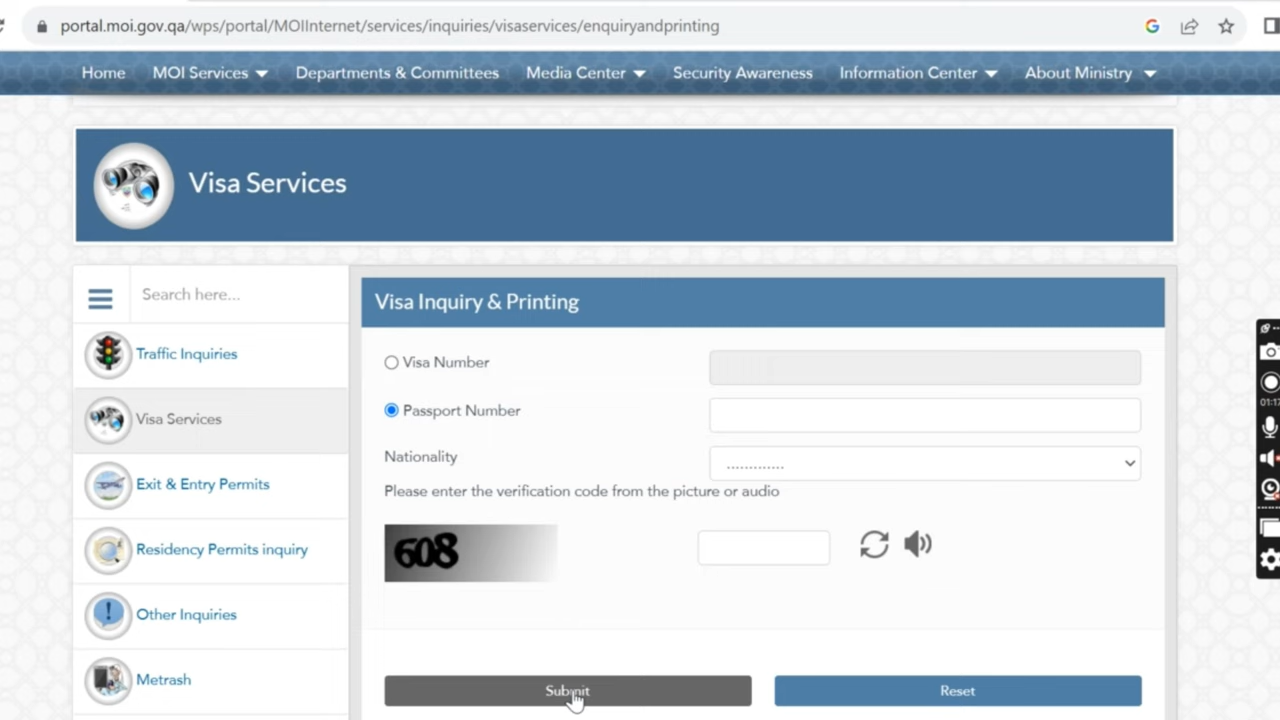 portal.moi.gov.qa/wps/portal/MOIInternet/services/inquiries/visaservices/enquiryandprinting
Home MOI Services Departments & Committees Media Center Security Awareness Information Center About Ministry
Visa Services
Search here...
Traffic Inquiries
Visa Services
Exit & Entry Permits
Residency Permits inquiry
Other Inquiries
Metrash
Visa Inquiry & Printing
Visa Number
Passport Number
Nationality
.............
Please enter the verification code from the picture or audio
608
Submit Reset